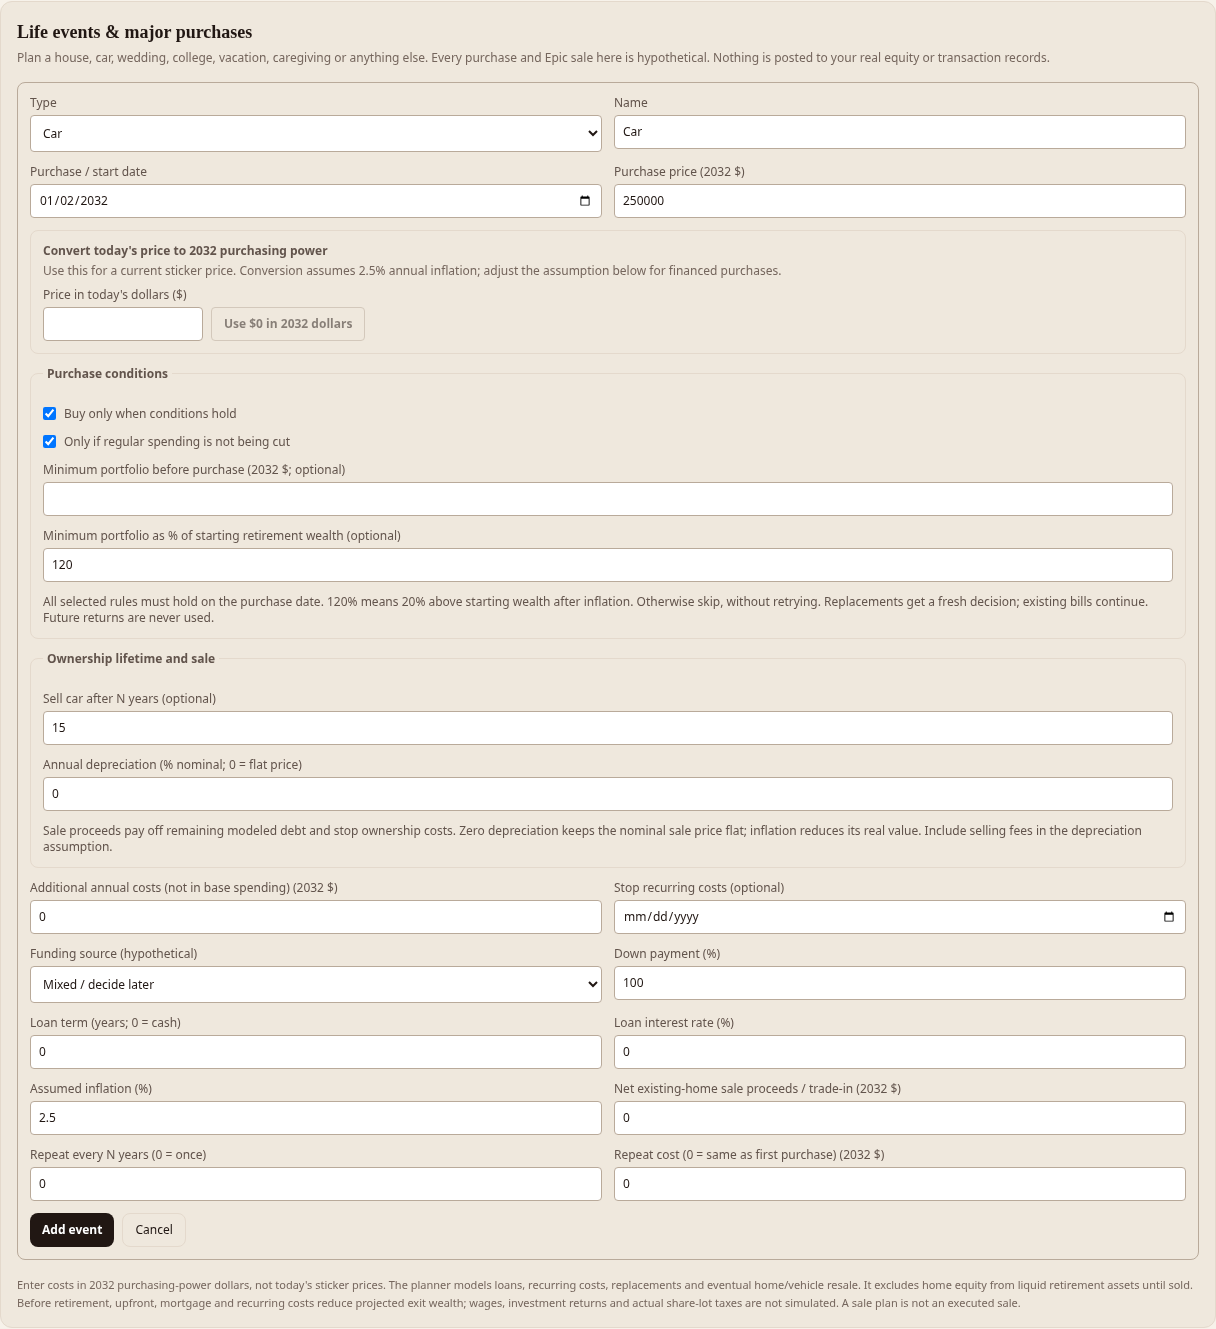 Life events & major purchases
Plan a house, car, wedding, college, vacation, caregiving or anything else. Every purchase and Epic sale here is hypothetical. Nothing is posted to your real equity or transaction records.
Type
Name
Car
Car
Purchase / start date
Purchase price (2032 $)
01/02/2032
250000
Convert today's price to 2032 purchasing power
Use this for a current sticker price. Conversion assumes 2.5% annual inflation; adjust the assumption below for financed purchases.
Price in today's dollars ($)
Use $0 in 2032 dollars
Purchase conditions
Buy only when conditions hold
Only if regular spending is not being cut
Minimum portfolio before purchase (2032 $; optional)
Minimum portfolio as % of starting retirement wealth (optional)
120
All selected rules must hold on the purchase date. 120% means 20% above starting wealth after inflation. Otherwise skip, without retrying. Replacements get a fresh decision; existing bills continue.
Future returns are never used.
Ownership lifetime and sale
Sell car after N years (optional)
15
Annual depreciation (% nominal; 0 = flat price)
0
Sale proceeds pay off remaining modeled debt and stop ownership costs. Zero depreciation keeps the nominal sale price flat; inflation reduces its real value. Include selling fees in the depreciation
assumption.
Additional annual costs (not in base spending) (2032 $)
Stop recurring costs (optional)
0
mm/dd/yyyy
Funding source (hypothetical)
Down payment (%)
Mixed / decide later
100
Loan term (years; 0 = cash)
Loan interest rate (%)
0
0
Assumed inflation (%)
Net existing-home sale proceeds / trade-in (2032 $)
2.5
0
Repeat every N years (0 = once)
Repeat cost (0 = same as first purchase) (2032 $)
0
0
Add event
Cancel
Enter costs in 2032 purchasing-power dollars, not today's sticker prices. The planner models loans, recurring costs, replacements and eventual home/vehicle resale. It excludes home equity from liquid retirement assets until sold.
Before retirement, upfront, mortgage and recurring costs reduce projected exit wealth; wages, investment returns and actual share-lot taxes are not simulated. A sale plan is not an executed sale.